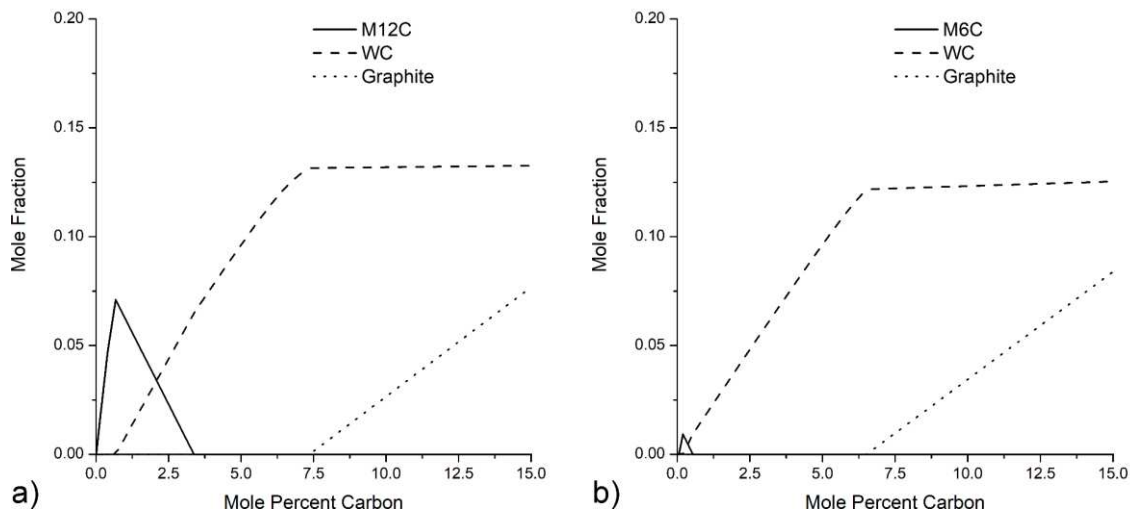 0.20
0.15
0.10
0.05
0.00
Mole Fraction
M12C
WC
Graphite
0.0 2.5 5.0 7.5 10.0 12.5 15.0
Mole Percent Carbon
a)
0.20
0.15
0.10
0.05
0.00
Mole Fraction
M6C
WC
Graphite
0.0 2.5 5.0 7.5 10.0 12.5 15.0
Mole Percent Carbon
b)